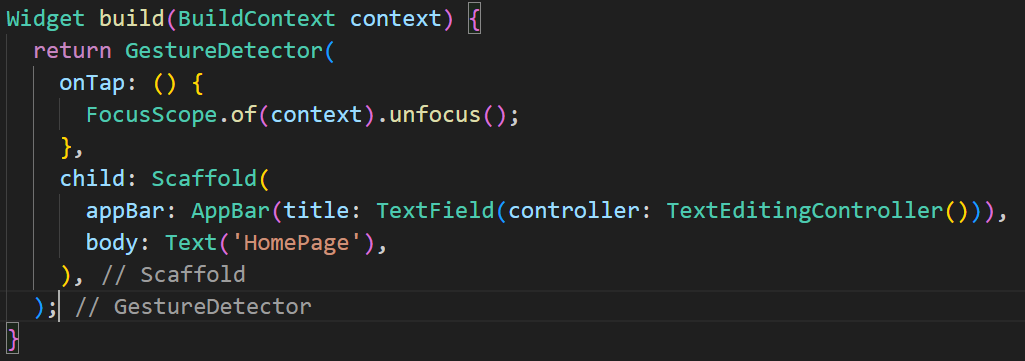 Widget build(BuildContext context) {
  return GestureDetector(
    onTap: () {
      FocusScope.of(context).unfocus();
    },
    child: Scaffold(
      appBar: AppBar(title: TextField(controller: TextEditingController())),
      body: Text('HomePage'),
    ), // Scaffold
  ); // GestureDetector
}